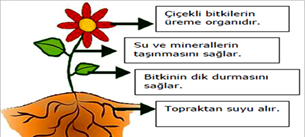 Çiçekli bitkilerin
üreme organıdır.
Su ve minerallerin
taşınmasını sağlar.
Bitkinin dik durmasını
sağlar.
Topraktan suyu alır.